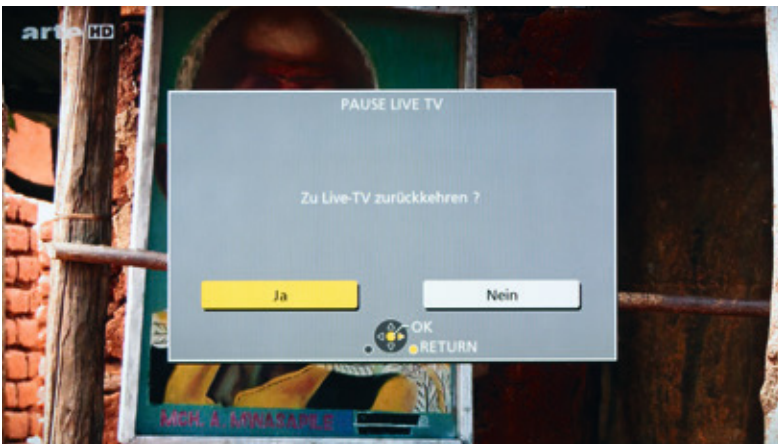 arte HD
PAUSE LIVE TV
Zu Live-TV zurückkehren ?
Ja
Nein
OK
RETURN